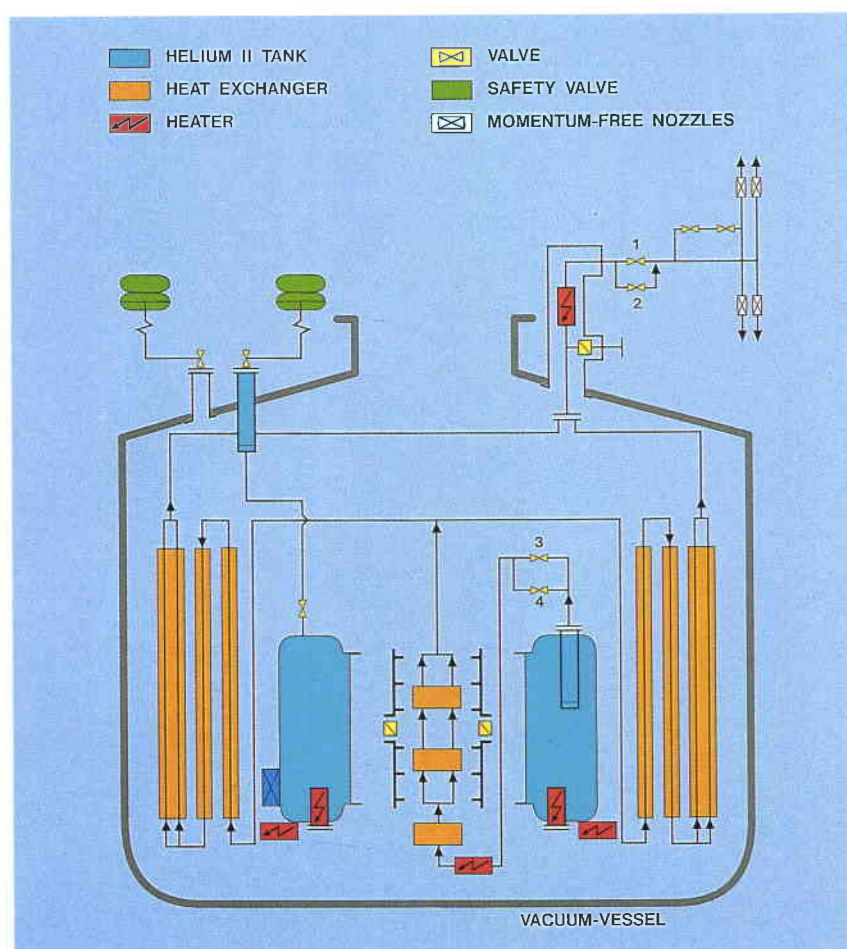 HELIUM II TANK
HEAT EXCHANGER
HEATER
VALVE
SAFETY VALVE
MOMENTUM-FREE NOZZLES
1
2
3
4
VACUUM-VESSEL